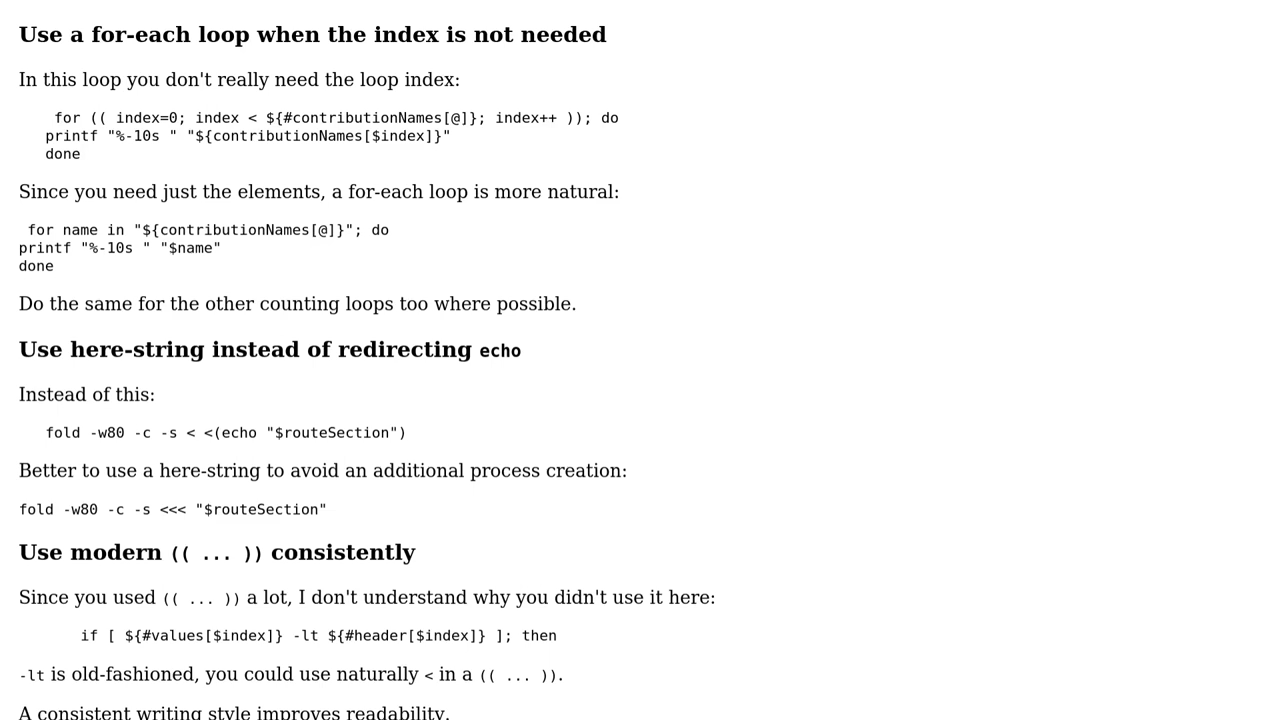 Use a for-each loop when the index is not needed
In this loop you don't really need the loop index:
    for (( index=0; index < ${#contributionNames[@]}; index++ )); do
   printf "%-10s " "${contributionNames[$index]}"
   done
Since you need just the elements, a for-each loop is more natural:
 for name in "${contributionNames[@]}"; do
printf "%-10s " "$name"
done
Do the same for the other counting loops too where possible.
Use here-string instead of redirecting echo
Instead of this:
   fold -w80 -c -s < <(echo "$routeSection")
Better to use a here-string to avoid an additional process creation:
fold -w80 -c -s <<< "$routeSection"
Use modern (( ... )) consistently
Since you used (( ... )) a lot, I don't understand why you didn't use it here:
       if [ ${#values[$index]} -lt ${#header[$index]} ]; then
-lt is old-fashioned, you could use naturally < in a (( ... )).
A consistent writing style improves readability.